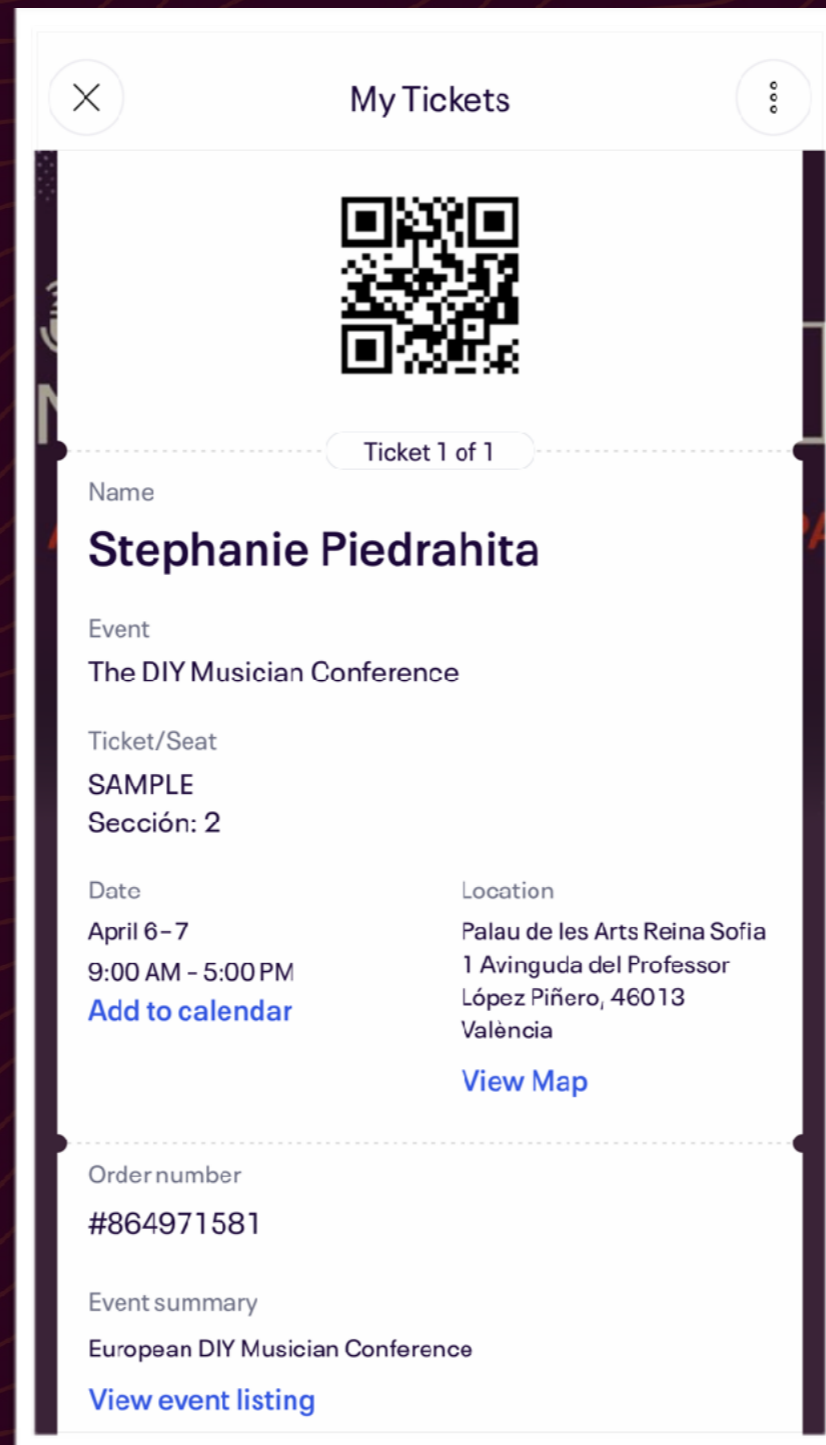 My Tickets
Ticket 1 of 1
Name
Stephanie Piedrahita
Event
The DIY Musician Conference
Ticket/Seat
SAMPLE
Sección: 2
Date
April 6–7
9:00 AM – 5:00 PM
Add to calendar
Location
Palau de les Arts Reina Sofia
1 Avinguda del Professor
López Piñero, 46013
València
View Map
Order number
#864971581
Event summary
European DIY Musician Conference
View event listing